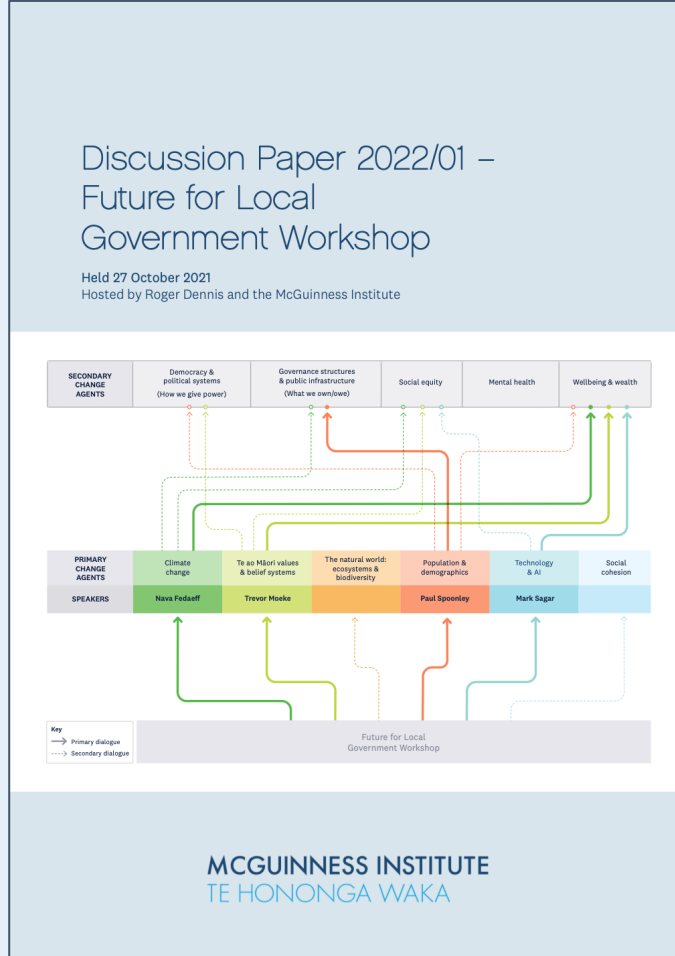 Discussion Paper 2022/01 –
Future for Local
Government Workshop
Held 27 October 2021
Hosted by Roger Dennis and the McGuinness Institute
SECONDARY
CHANGE
AGENTS
Democracy &
political systems
(How we give power)
Governance structures
& public infrastructure
(What we own/owe)
Social equity
Mental health
Wellbeing & wealth
PRIMARY
CHANGE
AGENTS
Climate
change
Te ao Māori values
& belief systems
The natural world:
ecosystems &
biodiversity
Population &
demographics
Technology
& AI
Social
cohesion
SPEAKERS
Nava Fedaeff
Trevor Moeke
Paul Spoonley
Mark Sagar
Key
Primary dialogue
Secondary dialogue
Future for Local
Government Workshop
MCGUINNESS INSTITUTE
TE HONONGA WAKA